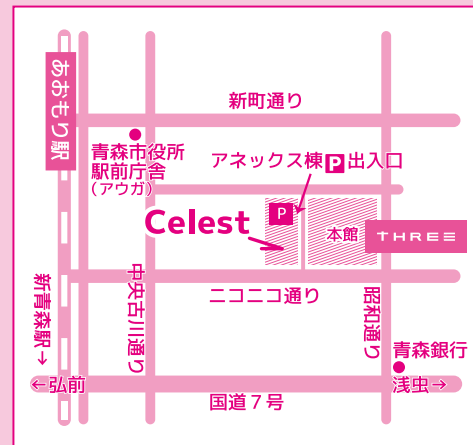 あおもり駅
新町通り
青森市役所
駅前庁舎
(アウガ)
アネックス棟P出入口
P
Celest
本館
THREE
ニコニコ通り
新青森駅→
中央古川通り
昭和通り
青森銀行
←弘前
浅虫→
国道7号